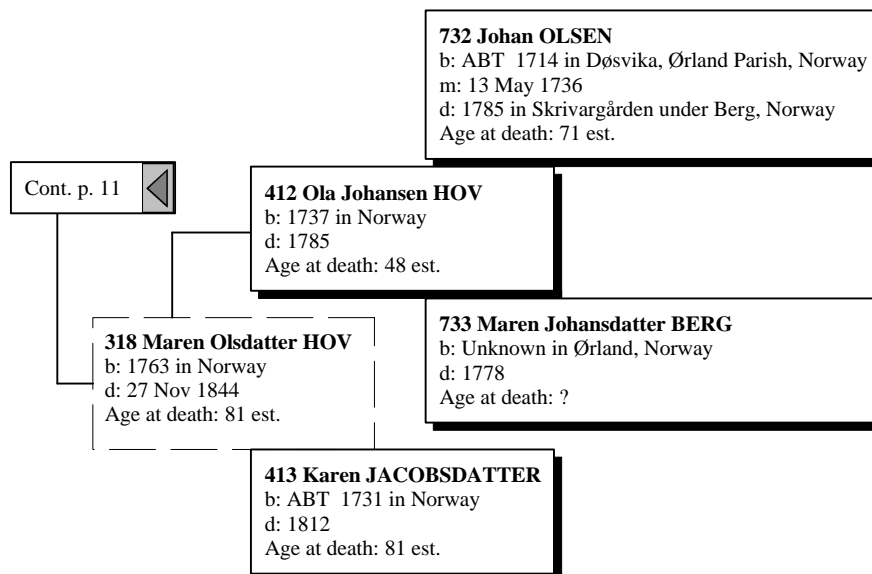 732 Johan OLSEN
b: ABT  1714 in Døsvika, Ørland Parish, Norway
m: 13 May 1736
d: 1785 in Skrivargården under Berg, Norway
Age at death: 71 est.
Cont. p. 11
412 Ola Johansen HOV
b: 1737 in Norway
d: 1785
Age at death: 48 est.
733 Maren Johansdatter BERG
b: Unknown in Ørland, Norway
d: 1778
Age at death: ?
318 Maren Olsdatter HOV
b: 1763 in Norway
d: 27 Nov 1844
Age at death: 81 est.
413 Karen JACOBSDATTER
b: ABT  1731 in Norway
d: 1812
Age at death: 81 est.